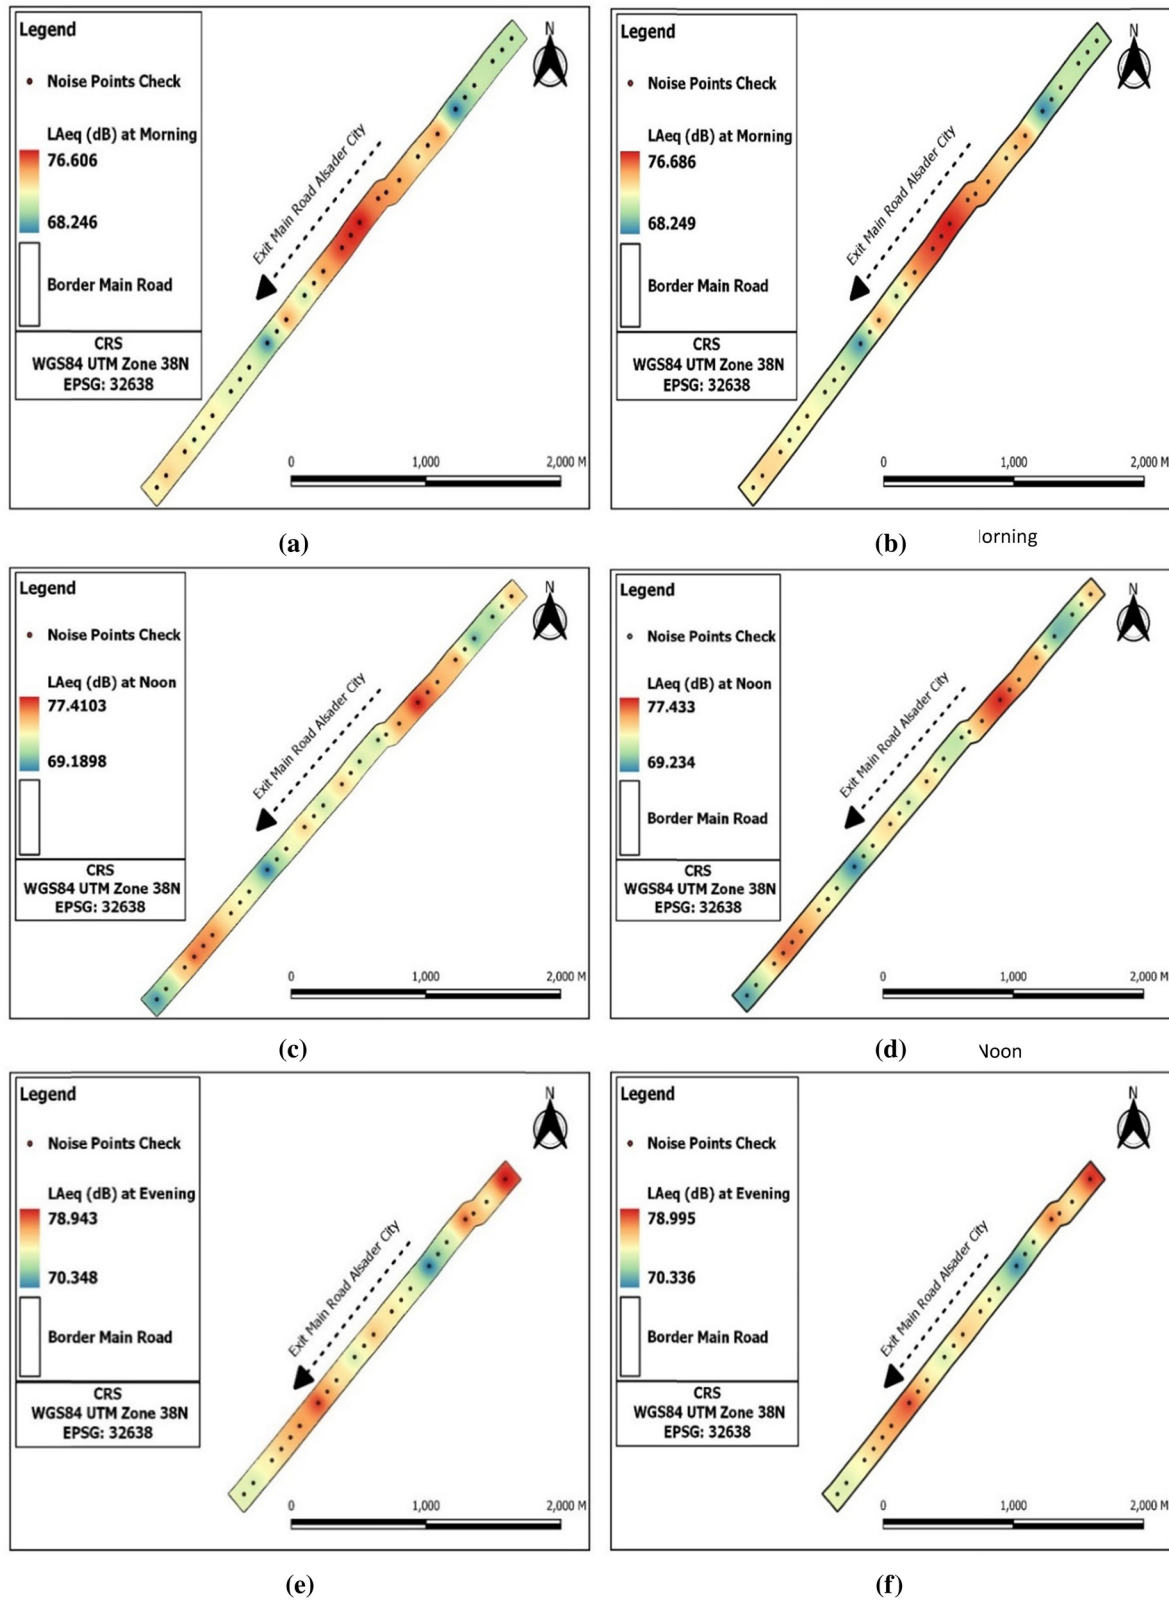 Legend
Noise Points Check
LAeq (dB) at Morning
76.606
68.246
Border Main Road
CRS
WGS84 UTM Zone 38N
EPSG: 32638
Exit Main Road Alsader City
N
0 1,000 2,000 M
(a)
Legend
Noise Points Check
LAeq (dB) at Morning
76.686
68.249
Border Main Road
CRS
WGS84 UTM Zone 38N
EPSG: 32638
Exit Main Road Alsader City
N
0 1,000 2,000 M
(b)
orning
Legend
Noise Points Check
LAeq (dB) at Noon
77.4103
69.1898
CRS
WGS84 UTM Zone 38N
EPSG: 32638
Exit Main Road Alsader City
N
0 1,000 2,000 M
(c)
Legend
Noise Points Check
LAeq (dB) at Noon
77.433
69.234
Border Main Road
CRS
WGS84 UTM Zone 38N
EPSG: 32638
Exit Main Road Alsader City
N
0 1,000 2,000 M
(d)
Noon
Legend
Noise Points Check
LAeq (dB) at Evening
78.943
70.348
Border Main Road
CRS
WGS84 UTM Zone 38N
EPSG: 32638
Exit Main Road Alsader City
N
0 1,000 2,000 M
(e)
Legend
Noise Points Check
LAeq (dB) at Evening
78.995
70.336
Border Main Road
CRS
WGS84 UTM Zone 38N
EPSG: 32638
Exit Main Road Alsader City
N
0 1,000 2,000 M
(f)